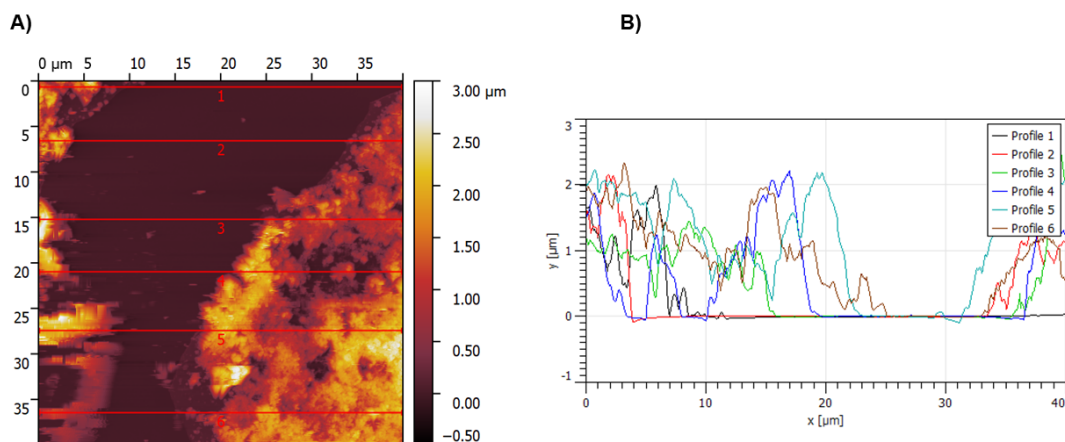 A)
B)
0 μm 5 10 15 20 25 30 35
0
5
10
15
20
25
30
35
1
2
3
5
6
3.00 μm
2.50
2.00
1.50
1.00
0.50
0.00
−0.50
3
2
1
0
-1
y [μm]
Profile 1
Profile 2
Profile 3
Profile 4
Profile 5
Profile 6
0 10 20 30 40
x [μm]